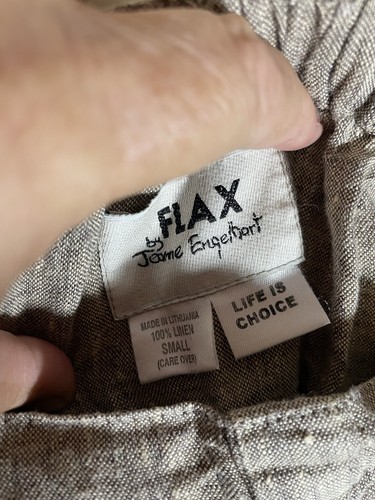 FLAX
by
Jeanne Engelhart
MADE IN LITHUANIA
100% LINEN
SMALL
(CARE OVER)
LIFE IS
CHOICE